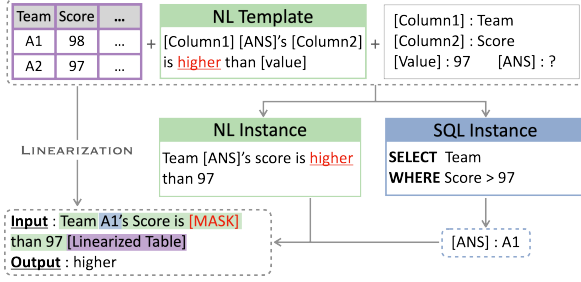 Team Score ...
A1 98 ...
A2 97 ...
+
NL Template
[Column1] [ANS]'s [Column2]
is higher than [value]
+
[Column1] : Team
[Column2] : Score
[Value] : 97 [ANS] : ?
LINEARIZATION
NL Instance
Team [ANS]'s score is higher
than 97
SQL Instance
SELECT Team
WHERE Score > 97
Input : Team A1's Score is [MASK]
than 97 [Linearized Table]
Output : higher
[ANS] : A1